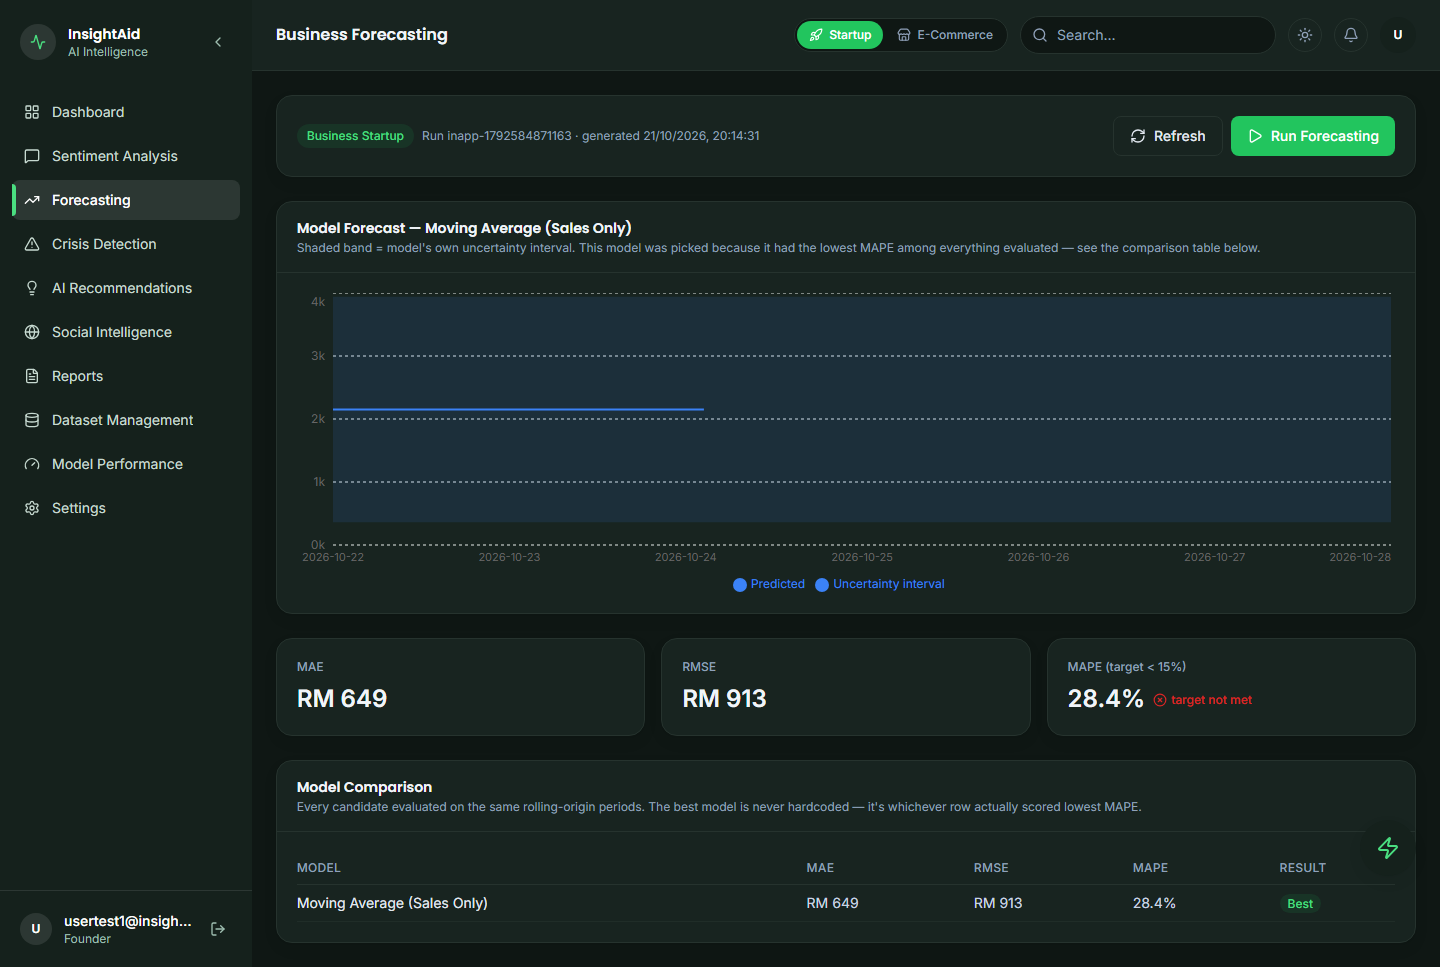 InsightAid
AI Intelligence
Dashboard
Sentiment Analysis
Forecasting
Crisis Detection
AI Recommendations
Social Intelligence
Reports
Dataset Management
Model Performance
Settings
U
usertest1@insigh...
Founder
Business Forecasting
Startup
E-Commerce
Search...
U
Business Startup
Run inapp-1792584871163 · generated 21/10/2026, 20:14:31
Refresh
Run Forecasting
Model Forecast — Moving Average (Sales Only)
Shaded band = model's own uncertainty interval. This model was picked because it had the lowest MAPE among everything evaluated — see the comparison table below.
4k
3k
2k
1k
0k
2026-10-22 2026-10-23 2026-10-24 2026-10-25 2026-10-26 2026-10-27 2026-10-28
Predicted Uncertainty interval
MAE
RM 649
RMSE
RM 913
MAPE (target < 15%)
28.4% target not met
Model Comparison
Every candidate evaluated on the same rolling-origin periods. The best model is never hardcoded — it's whichever row actually scored lowest MAPE.
MODEL MAE RMSE MAPE RESULT
Moving Average (Sales Only) RM 649 RM 913 28.4% Best